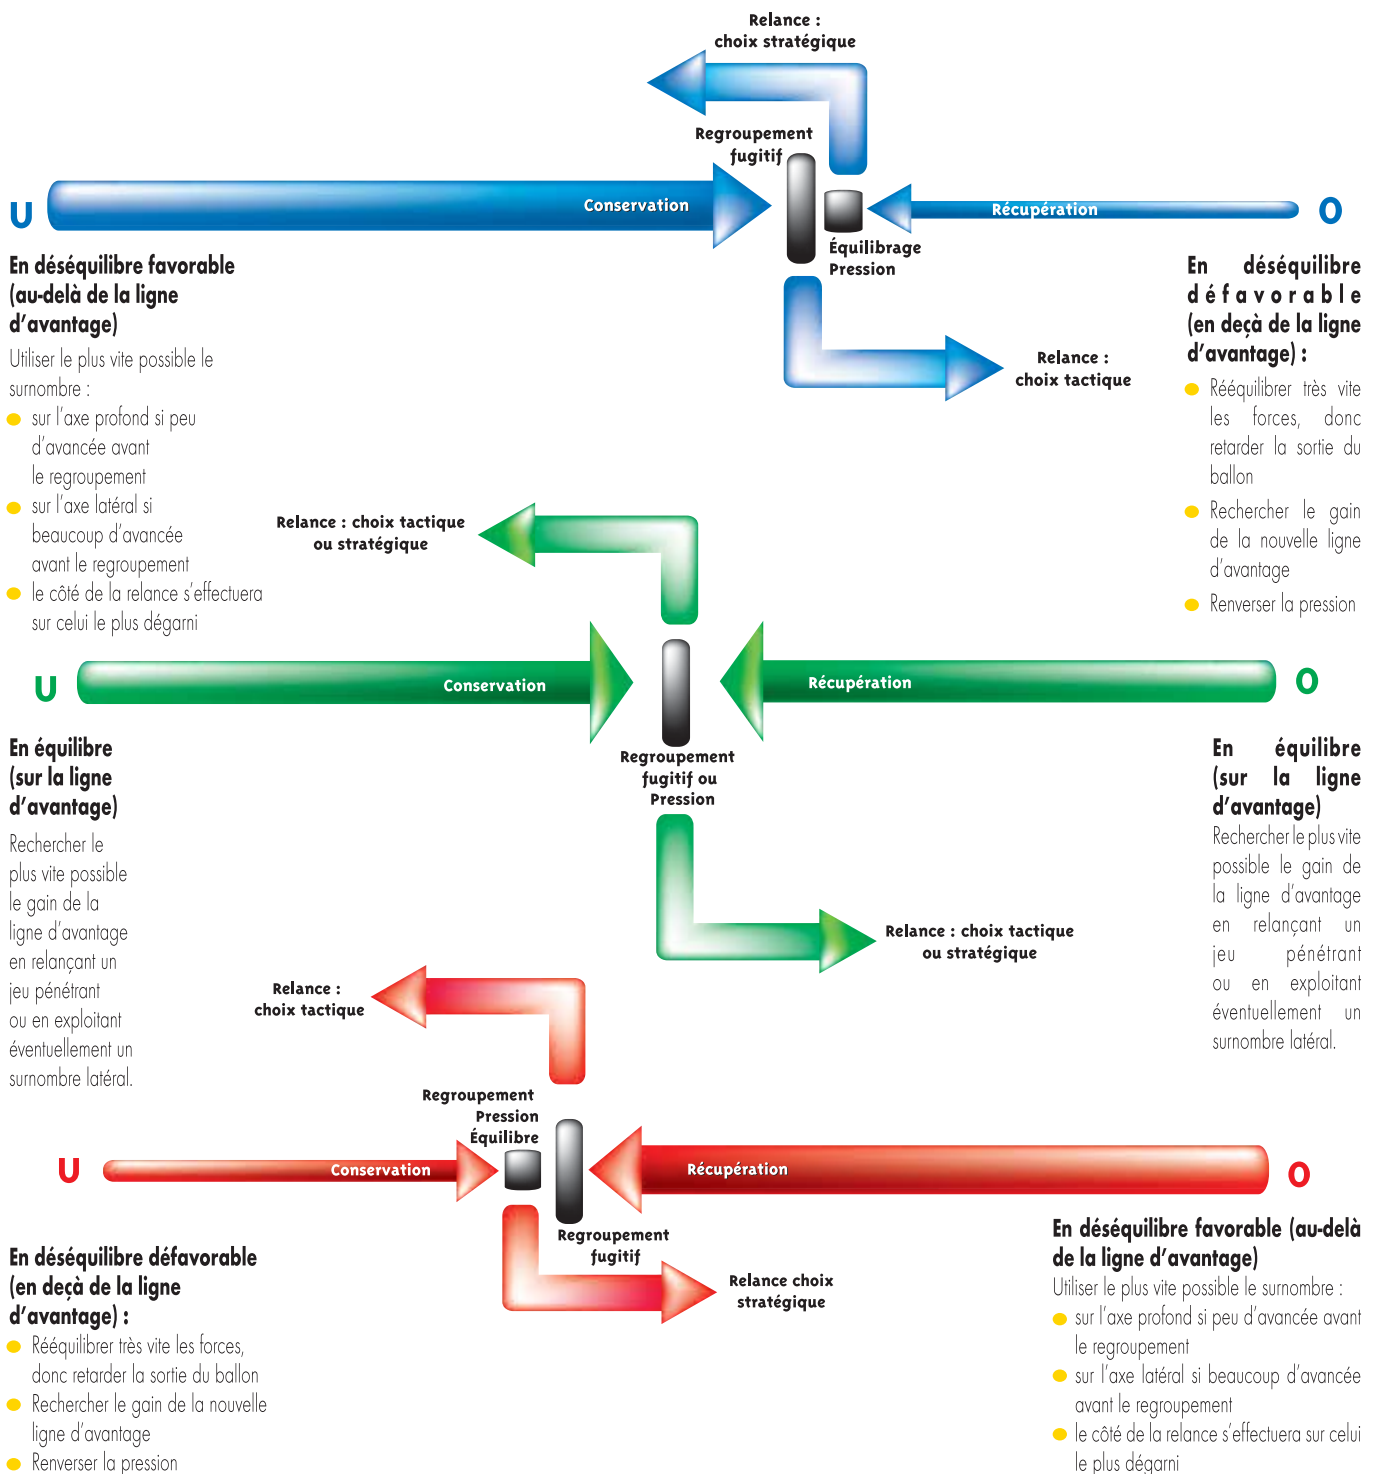 Relance :
choix stratégique
Regroupement
fugitif
U
Conservation
Récupération
O
Équilibrage
Pression
Relance :
choix tactique
En déséquilibre favorable
(au-delà de la ligne
d'avantage)
Utiliser le plus vite possible le
surnombre :
sur l'axe profond si peu
d'avancée avant
le regroupement
sur l'axe latéral si
beaucoup d'avancée
avant le regroupement
le côté de la relance s'effectuera
sur celui le plus dégarni
En déséquilibre
défavorable
(en deçà de la ligne
d'avantage) :
Rééquilibrer très vite
les forces, donc
retarder la sortie du
ballon
Rechercher le gain
de la nouvelle ligne
d'avantage
Renverser la pression
Relance : choix tactique
ou stratégique
U
Conservation
Récupération
O
Regroupement
fugitif ou
Pression
Relance : choix tactique
ou stratégique
En équilibre
(sur la ligne
d'avantage)
Rechercher le
plus vite possible
le gain de la
ligne d'avantage
en relançant un
jeu pénétrant
ou en exploitant
éventuellement un
surnombre latéral.
En équilibre
(sur la ligne
d'avantage)
Rechercher le plus vite
possible le gain de
la ligne d'avantage
en relançant un
jeu pénétrant
ou en exploitant
éventuellement un
surnombre latéral.
Relance :
choix tactique
Regroupement
Pression
Équilibre
U
Conservation
Récupération
O
Regroupement
fugitif
Relance choix
stratégique
En déséquilibre défavorable
(en deçà de la ligne
d'avantage) :
Rééquilibrer très vite les forces,
donc retarder la sortie du ballon
Rechercher le gain de la nouvelle
ligne d'avantage
Renverser la pression
En déséquilibre favorable (au-delà
de la ligne d'avantage)
Utiliser le plus vite possible le surnombre :
sur l'axe profond si peu d'avancée avant
le regroupement
sur l'axe latéral si beaucoup d'avancée
avant le regroupement
le côté de la relance s'effectuera sur celui
le plus dégarni